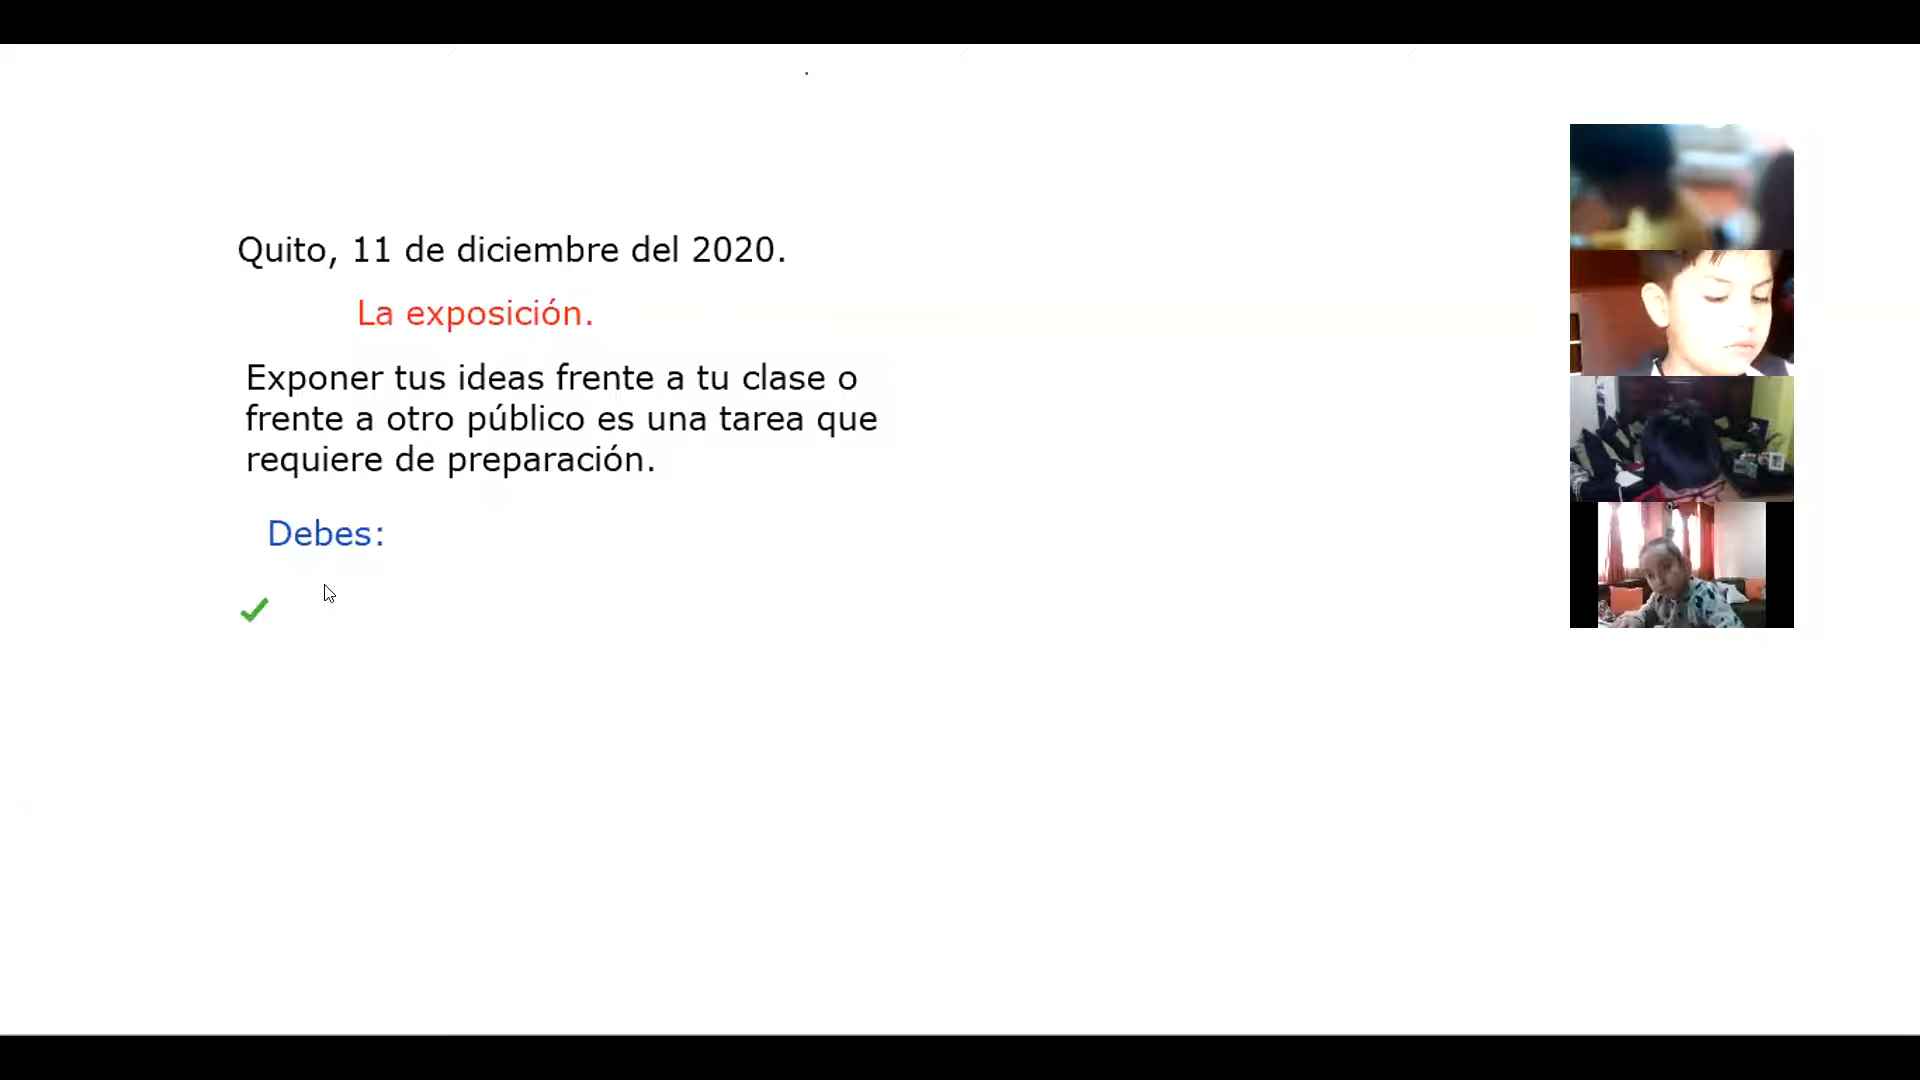 Quito, 11 de diciembre del 2020.
La exposición.
Exponer tus ideas frente a tu clase o
frente a otro público es una tarea que
requiere de preparación.
Debes: